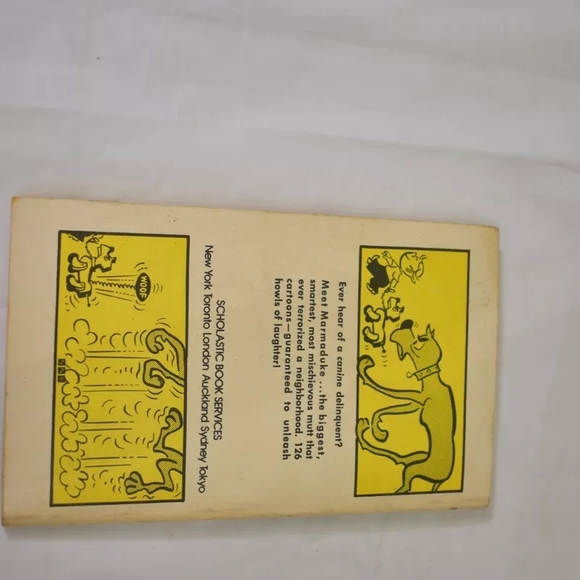 Ever hear of a canine delinquent?
Meet Marmaduke ... the biggest,
smartest, most mischievous mutt that
ever terrorized a neighborhood. 126
cartoons—guaranteed to unleash
howls of laughter!
WOOF
SCHOLASTIC BOOK SERVICES
New York Toronto London Auckland Sydney Tokyo